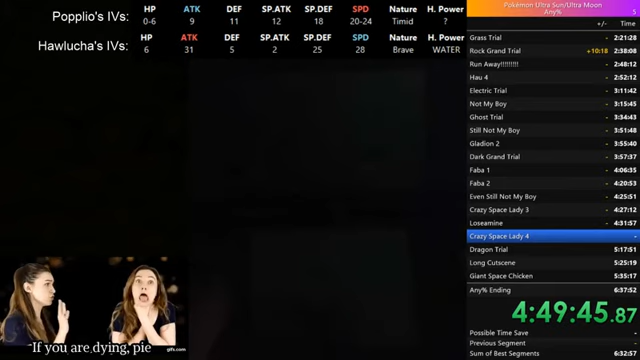 Popplio's IVs: HP ATK DEF SP.ATK SP.DEF SPD Nature H. Power
0-6 9 11 12 18 20-24 Timid ?
Hawlucha's IVs: HP ATK DEF SP.ATK SP.DEF SPD Nature H. Power
6 31 5 2 25 28 Brave WATER
Pokémon Ultra Sun/Ultra Moon
Any% 5
+/- Time
Grass Trial - 2:21:28
Rock Grand Trial +10:18 2:38:08
Run Away!!!!!!!!! - 2:48:12
Hau 4 - 2:52:12
Electric Trial - 3:11:42
Not My Boy - 3:15:45
Ghost Trial - 3:34:43
Still Not My Boy - 3:51:48
Gladion 2 - 3:55:40
Dark Grand Trial - 3:57:37
Faba 1 - 4:06:35
Faba 2 - 4:20:53
Even Still Not My Boy - 4:25:51
Crazy Space Lady 3 - 4:27:12
Loseamine - 4:31:57
Crazy Space Lady 4 -
Dragon Trial 5:17:51
Long Cutscene 5:25:19
Giant Space Chicken 5:35:17
Any% Ending 6:37:52
4:49:45.87
Possible Time Save -
Previous Segment -
Sum of Best Segments 6:32:57
If you are dying, pie
gifs.com